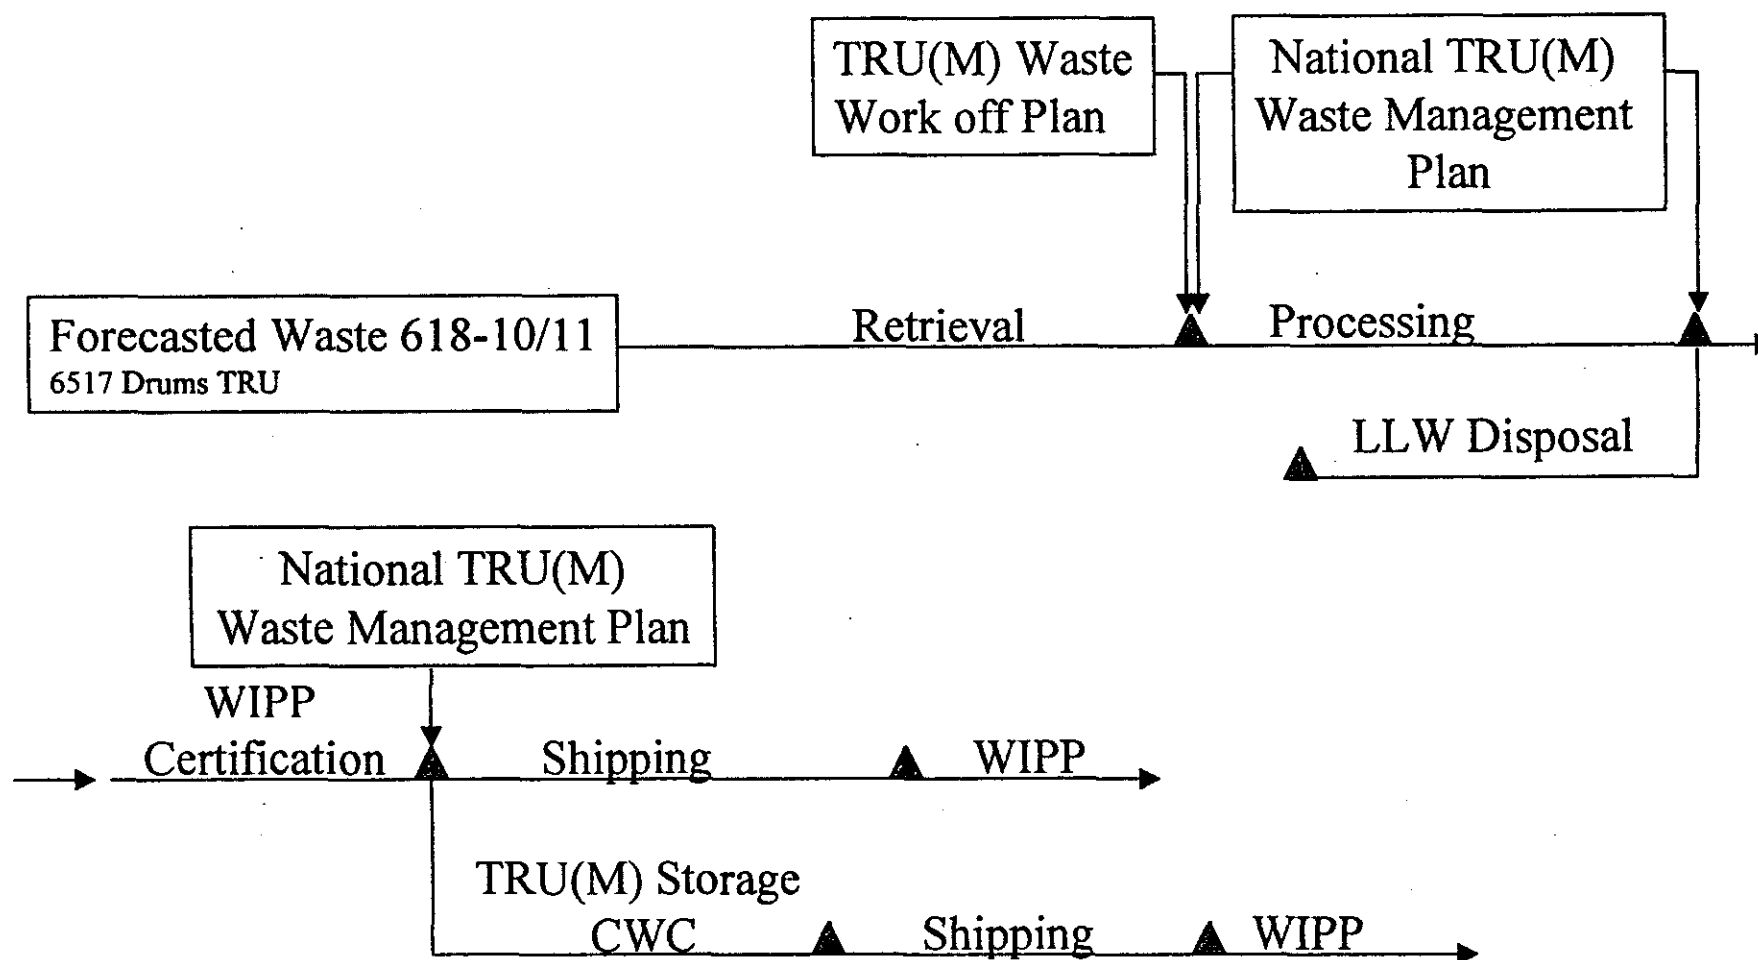 TRU(M) Waste
Work off Plan
National TRU(M)
Waste Management
Plan
Forecasted Waste 618-10/11
6517 Drums TRU
Retrieval
Processing
LLW Disposal
National TRU(M)
Waste Management Plan
WIPP
Certification
Shipping
WIPP
TRU(M) Storage
CWC
Shipping
WIPP